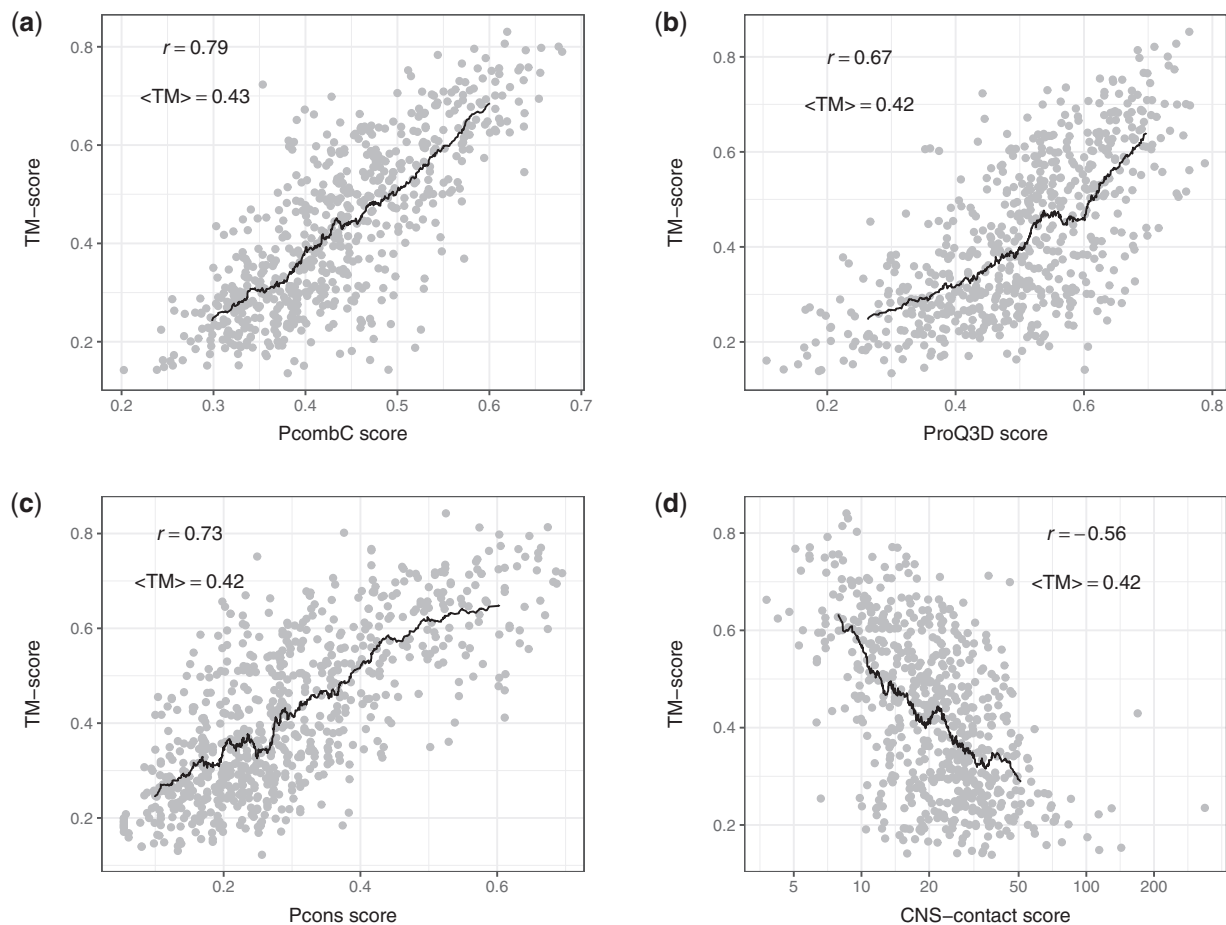 (a)
r = 0.79
<TM> = 0.43
TM–score
0.8
0.6
0.4
0.2
0.2 0.3 0.4 0.5 0.6 0.7
PcombC score
(b)
r = 0.67
<TM> = 0.42
TM–score
0.8
0.6
0.4
0.2
0.2 0.4 0.6 0.8
ProQ3D score
(c)
r = 0.73
<TM> = 0.42
TM–score
0.8
0.6
0.4
0.2
0.2 0.4 0.6
Pcons score
(d)
r = −0.56
<TM> = 0.42
TM–score
0.8
0.6
0.4
0.2
5 10 20 50 100 200
CNS–contact score